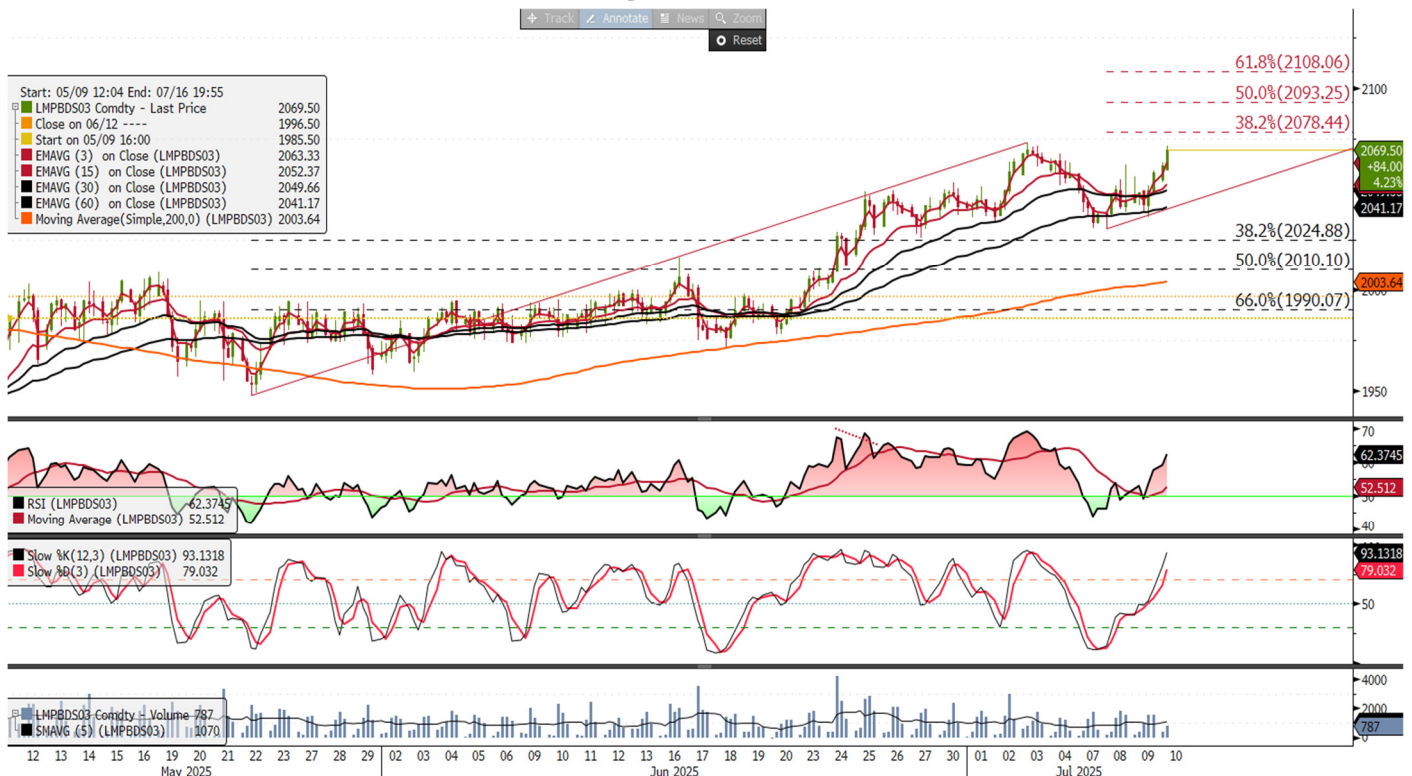 Track Annotate News Zoom
Reset
Start: 05/09 12:04 End: 07/16 19:55
LMPBDS03 Comdty - Last Price 2069.50
Close on 06/12 ---- 1996.50
Start on 05/09 16:00 1985.50
EMAVG (3) on Close (LMPBDS03) 2063.33
EMAVG (15) on Close (LMPBDS03) 2052.37
EMAVG (30) on Close (LMPBDS03) 2049.66
EMAVG (60) on Close (LMPBDS03) 2041.17
Moving Average(Simple,200,0) (LMPBDS03) 2003.64
61.8%(2108.06)
2100
50.0%(2093.25)
38.2%(2078.44)
2069.50
+84.00
4.23%
2041.17
38.2%(2024.88)
50.0%(2010.10)
2003.64
66.0%(1990.07)
1950
70
62.3745
52.512
40
RSI (LMPBDS03) 62.3745
Moving Average (LMPBDS03) 52.512
Slow %K(12,3) (LMPBDS03) 93.1318
Slow %D(3) (LMPBDS03) 79.032
93.1318
79.032
50
4000
2000
787
0
LMPBDS03 Comdty - Volume 787
SMAVG (5) (LMPBDS03) 1070
12 13 14 15 16 19 20 21 22 23 27 28 29 02 03 04 05 06 09 10 11 12 13 16 17 18 19 20 23 24 25 26 27 30 01 02 03 04 07 08 09 10
May 2025 Jun 2025 Jul 2025